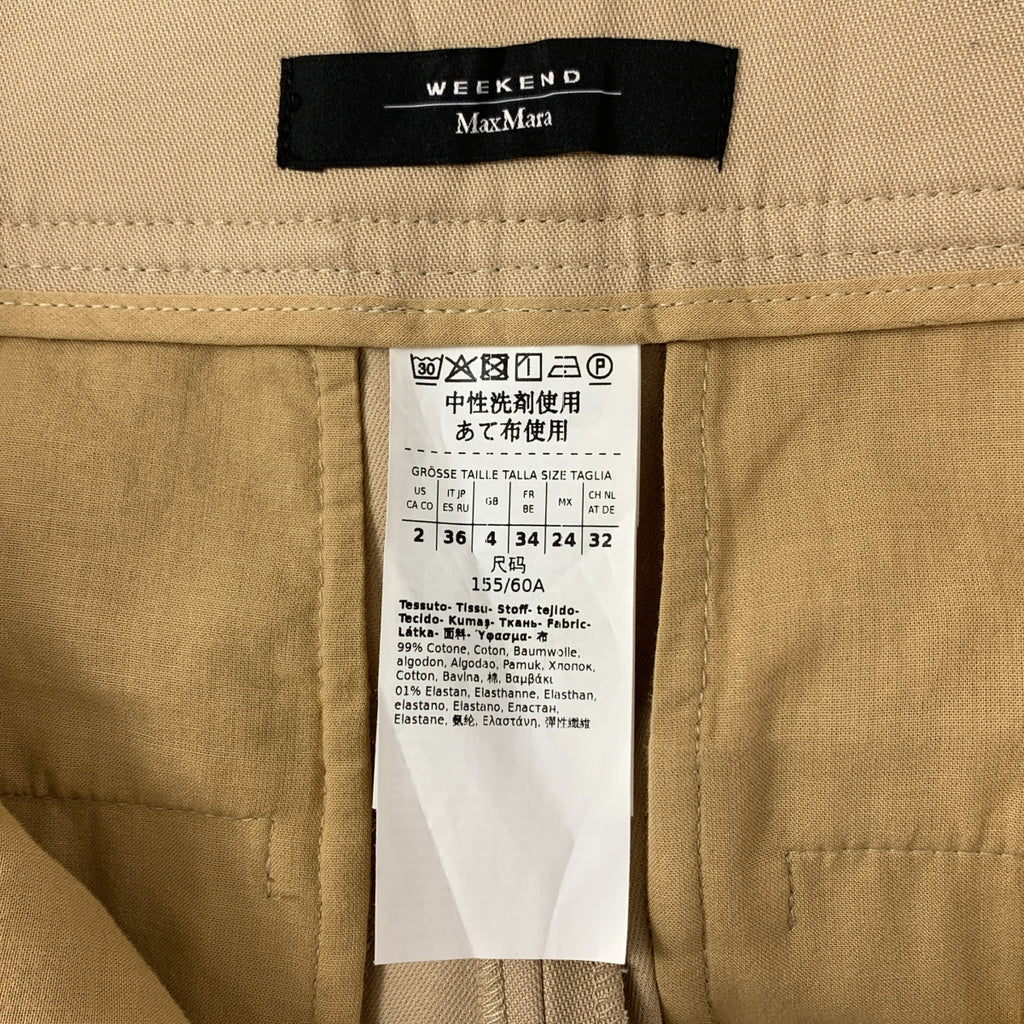 WEEKEND
MaxMara
30 P
中性洗剤使用
あて布使用
GRÖSSE TAILLE TALLA SIZE TAGLIA
US IT JP GB FR MX CH NL
CA CO ES RU BE AT DE
2 36 4 34 24 32
尺码
155/60A
Tessuto- Tissu- Stoff- tejido-
Tecido- Kumaş- Ткань- Fabric-
Látka- 面料- Ύφασμα- 布
99% Cotone, Coton, Baumwolle,
algodon, Algodao, Pamuk, Хлопок,
Cotton, Bavlna, 棉, Βαμβάκι
01% Elastan, Elasthanne, Elasthan,
elastano, Elastano, Еластан,
Elastane, 氨纶, Ελαστάνη, 彈性纖維